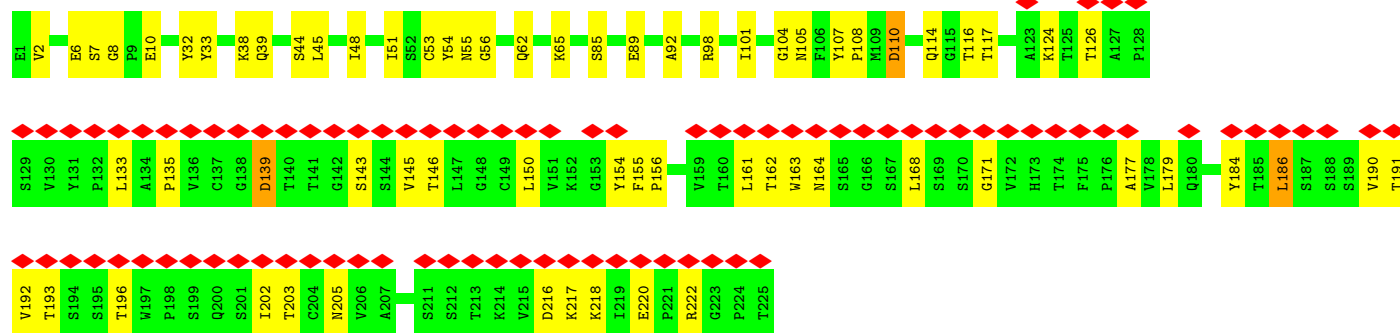 E1 V2 E6 S7 G8 P9 E10 Y32 Y33 K38 Q39 S44 L45 I48 I51 S52 C53 Y54 N55 G56 Q62 K65 S85 E89 A92 R98 I101 G104 N105 F106 Y107 P108 M109 D110 Q114 G115 T116 T117 A123 K124 T125 T126 A127 P128
S129 V130 Y131 P132 L133 A134 P135 V136 C137 G138 D139 T140 T141 G142 S143 S144 V145 T146 L147 G148 C149 L150 V151 K152 G153 Y154 F155 P156 V159 T160 L161 T162 W163 N164 S165 G166 S167 L168 S169 S170 G171 V172 H173 T174 F175 P176 A177 V178 L179 Q180 Y184 T185 L186 S187 S188 S189 V190 T191
V192 T193 S194 S195 T196 W197 P198 S199 Q200 S201 I202 T203 C204 N205 V206 A207 S211 S212 T213 K214 V215 D216 K217 K218 I219 E220 P221 R222 G223 P224 T225